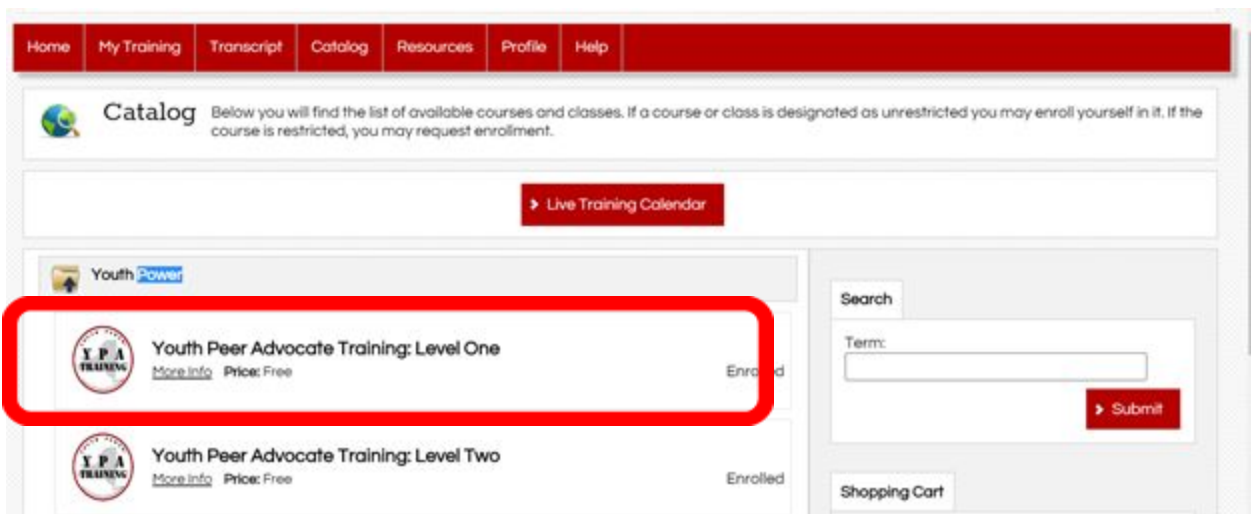 Home My Training Transcript Catalog Resources Profile Help
Catalog
Below you will find the list of available courses and classes. If a course or class is designated as unrestricted you may enroll yourself in it. If the
course is restricted, you may request enrollment.
Live Training Calendar
Youth Power
Y P A
TRAINING
Youth Peer Advocate Training: Level One
More Info Price: Free
Enrolled
Y P A
TRAINING
Youth Peer Advocate Training: Level Two
More Info Price: Free
Enrolled
Search
Term:
Submit
Shopping Cart